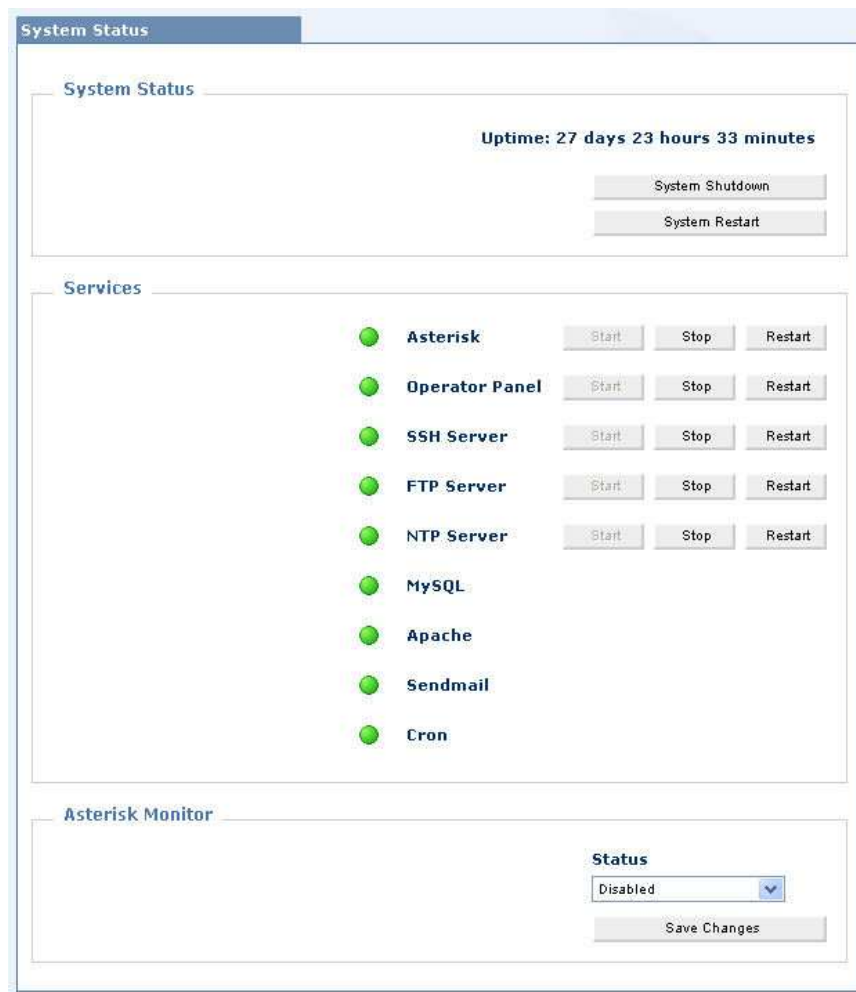 System Status
System Status
Uptime: 27 days 23 hours 33 minutes
System Shutdown
System Restart
Services
Asterisk Start Stop Restart
Operator Panel Start Stop Restart
SSH Server Start Stop Restart
FTP Server Start Stop Restart
NTP Server Start Stop Restart
MySQL
Apache
Sendmail
Cron
Asterisk Monitor
Status
Disabled
Save Changes